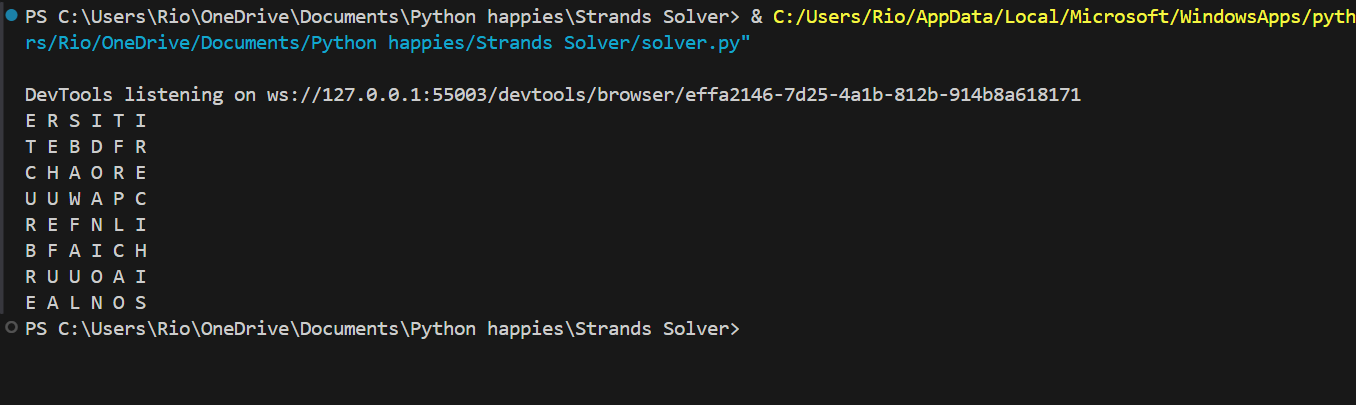 PS C:\Users\Rio\OneDrive\Documents\Python happies\Strands Solver> & C:/Users/Rio/AppData/Local/Microsoft/WindowsApps/pyth
rs/Rio/OneDrive/Documents/Python happies/Strands Solver/solver.py"
DevTools listening on ws://127.0.0.1:55003/devtools/browser/effa2146-7d25-4a1b-812b-914b8a618171
E R S I T I
T E B D F R
C H A O R E
U U W A P C
R E F N L I
B F A I C H
R U U O A I
E A L N O S
PS C:\Users\Rio\OneDrive\Documents\Python happies\Strands Solver>